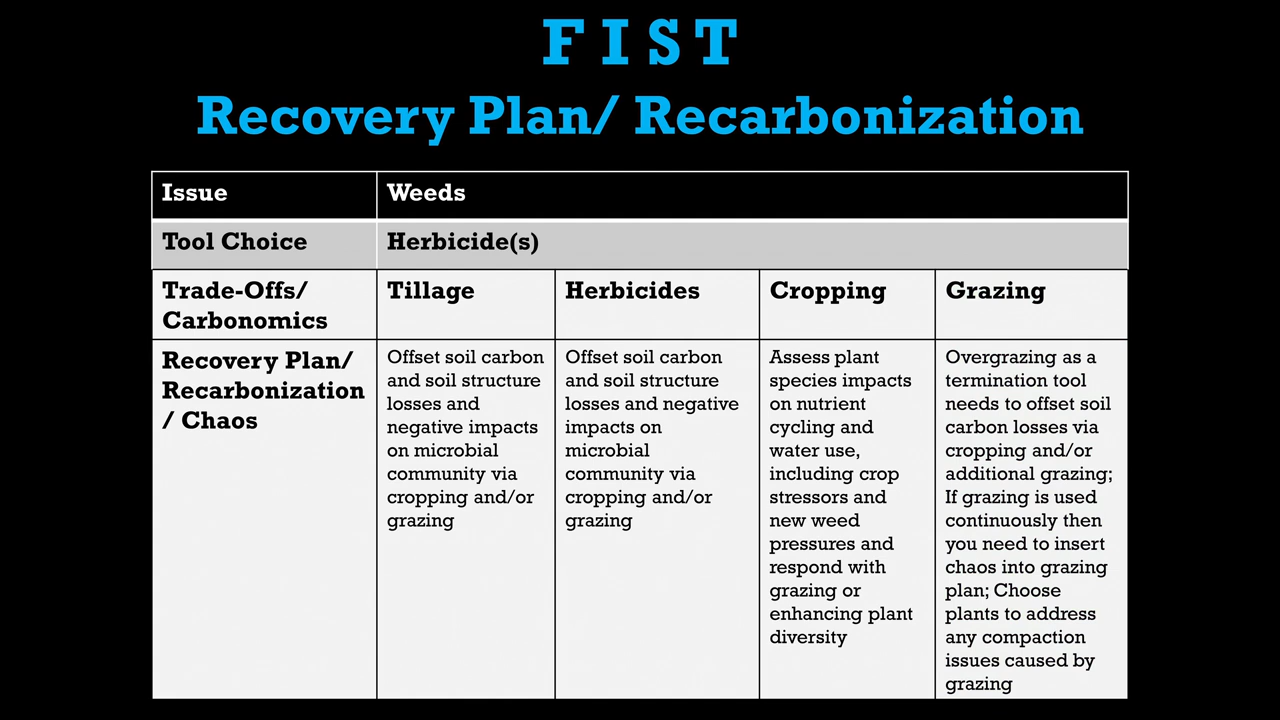 F I S T
Recovery Plan/ Recarbonization
Issue
Weeds
Tool Choice
Herbicide(s)
Trade-Offs/
Carbonomics
Tillage
Herbicides
Cropping
Grazing
Recovery Plan/
Recarbonization
/ Chaos
Offset soil carbon
and soil structure
losses and
negative impacts
on microbial
community via
cropping and/or
grazing
Offset soil carbon
and soil structure
losses and negative
impacts on
microbial
community via
cropping and/or
grazing
Assess plant
species impacts
on nutrient
cycling and
water use,
including crop
stressors and
new weed
pressures and
respond with
grazing or
enhancing plant
diversity
Overgrazing as a
termination tool
needs to offset soil
carbon losses via
cropping and/or
additional grazing;
If grazing is used
continuously then
you need to insert
chaos into grazing
plan; Choose
plants to address
any compaction
issues caused by
grazing